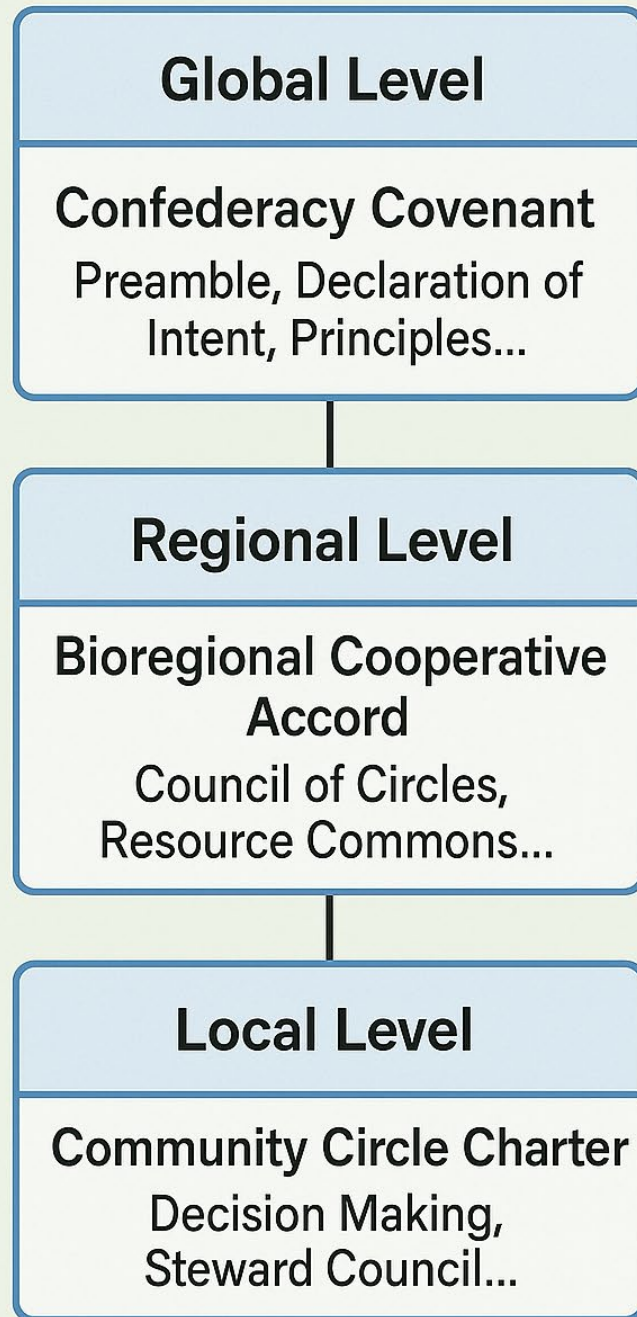 Global Level
Confederacy Covenant
Preamble, Declaration of
Intent, Principles...
Regional Level
Bioregional Cooperative
Accord
Council of Circles,
Resource Commons...
Local Level
Community Circle Charter
Decision Making,
Steward Council...